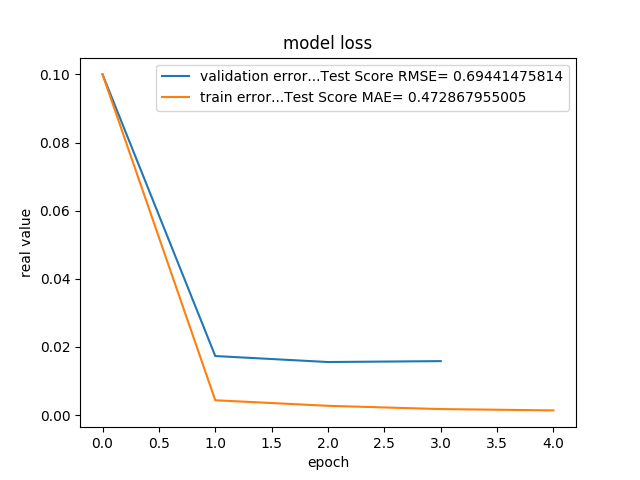 model loss
validation error...Test Score RMSE= 0.69441475814
train error...Test Score MAE= 0.472867955005
real value
0.10
0.08
0.06
0.04
0.02
0.00
0.0 0.5 1.0 1.5 2.0 2.5 3.0 3.5 4.0
epoch